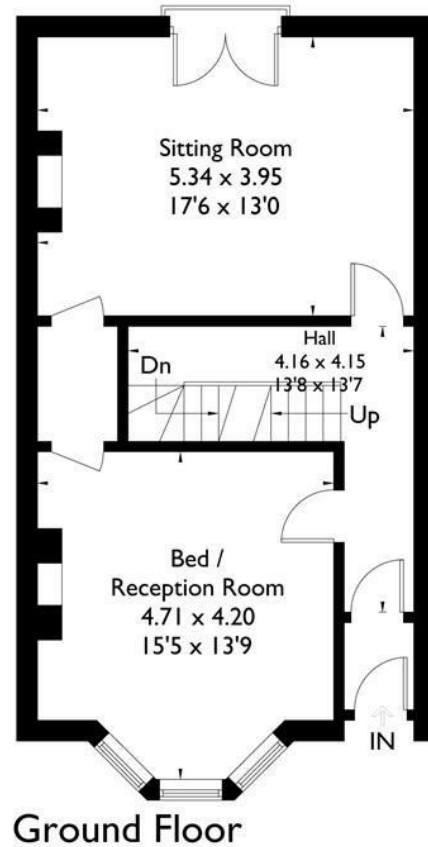 Sitting Room
5.34 x 3.95
17'6 x 13'0
Hall
4.16 x 4.15
13'8 x 13'7
Dn
Up
Bed /
Reception Room
4.71 x 4.20
15'5 x 13'9
IN
Ground Floor